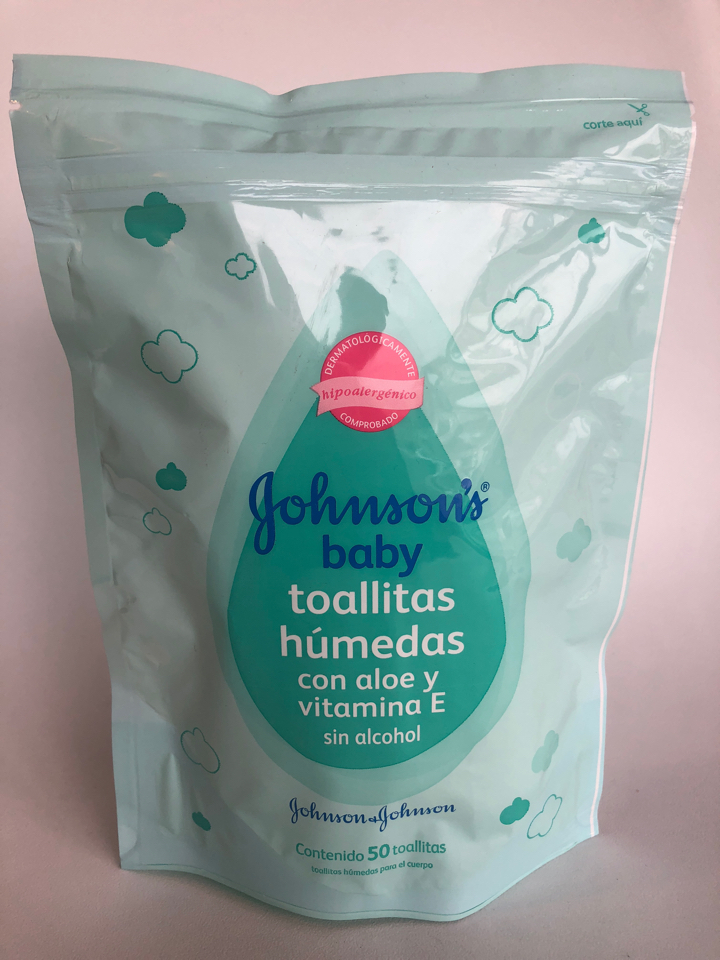 corte aquí
DERMATOLÓGICAMENTE
hipoalergénico
COMPROBADO
Johnson's®
baby
toallitas
húmedas
con aloe y
vitamina E
sin alcohol
Johnson+Johnson
Contenido 50 toallitas
toallitas húmedas para el cuerpo